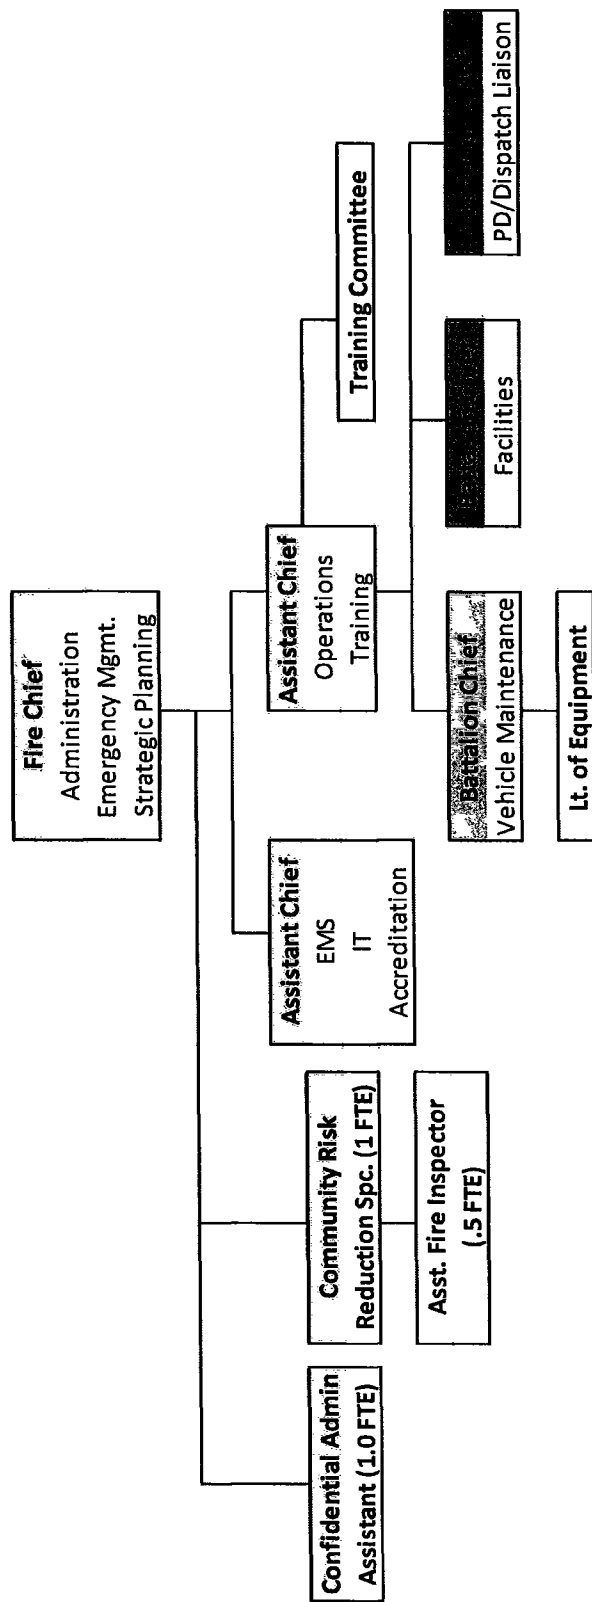 Fire Chief
Administration
Emergency Mgmt.
Strategic Planning
Confidential Admin
Assistant (1.0 FTE)
Community Risk
Reduction Spc. (1 FTE)
Asst. Fire Inspector
(.5 FTE)
Assistant Chief
EMS
IT
Accreditation
Assistant Chief
Operations
Training
Training Committee
Battalion Chief
Vehicle Maintenance
Lt. of Equipment
Facilities
PD/Dispatch Liaison